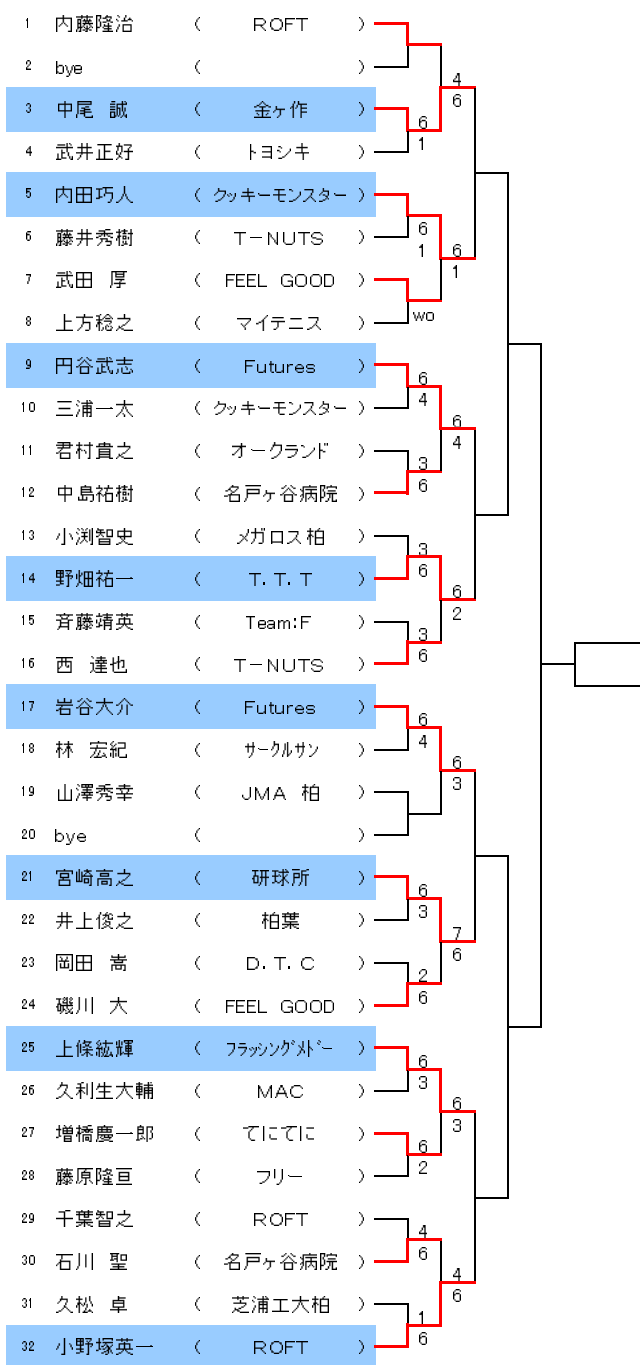 1 内藤隆治 ( ROFT )
2 bye ( )
4
6
3 中尾 誠 ( 金ヶ作 )
6
1
4 武井正好 ( トヨシキ )
5 内田巧人 ( クッキーモンスター )
6
1
6 藤井秀樹 ( T-NUTS )
6
1
7 武田 厚 ( FEEL GOOD )
wo
8 上方稔之 ( マイテニス )
9 円谷武志 ( Futures )
6
4
10 三浦一太 ( クッキーモンスター )
6
4
11 君村貴之 ( オークランド )
3
6
12 中島祐樹 ( 名戸ヶ谷病院 )
13 小渕智史 ( メガロス柏 )
3
6
14 野畑祐一 ( T.T.T )
6
2
15 斉藤靖英 ( Team:F )
3
6
16 西 達也 ( T-NUTS )
17 岩谷大介 ( Futures )
6
4
18 林 宏紀 ( サークルサン )
6
3
19 山澤秀幸 ( JMA 柏 )
20 bye ( )
21 宮崎高之 ( 研球所 )
6
3
22 井上俊之 ( 柏葉 )
7
6
23 岡田 嵩 ( D.T.C )
2
6
24 磯川 大 ( FEEL GOOD )
25 上條紘輝 ( フラッシングメドー )
6
3
26 久利生大輔 ( MAC )
6
3
27 増橋慶一郎 ( てにてに )
6
2
28 藤原隆亘 ( フリー )
29 千葉智之 ( ROFT )
4
6
30 石川 聖 ( 名戸ヶ谷病院 )
4
6
31 久松 卓 ( 芝浦工大柏 )
1
6
32 小野塚英一 ( ROFT )